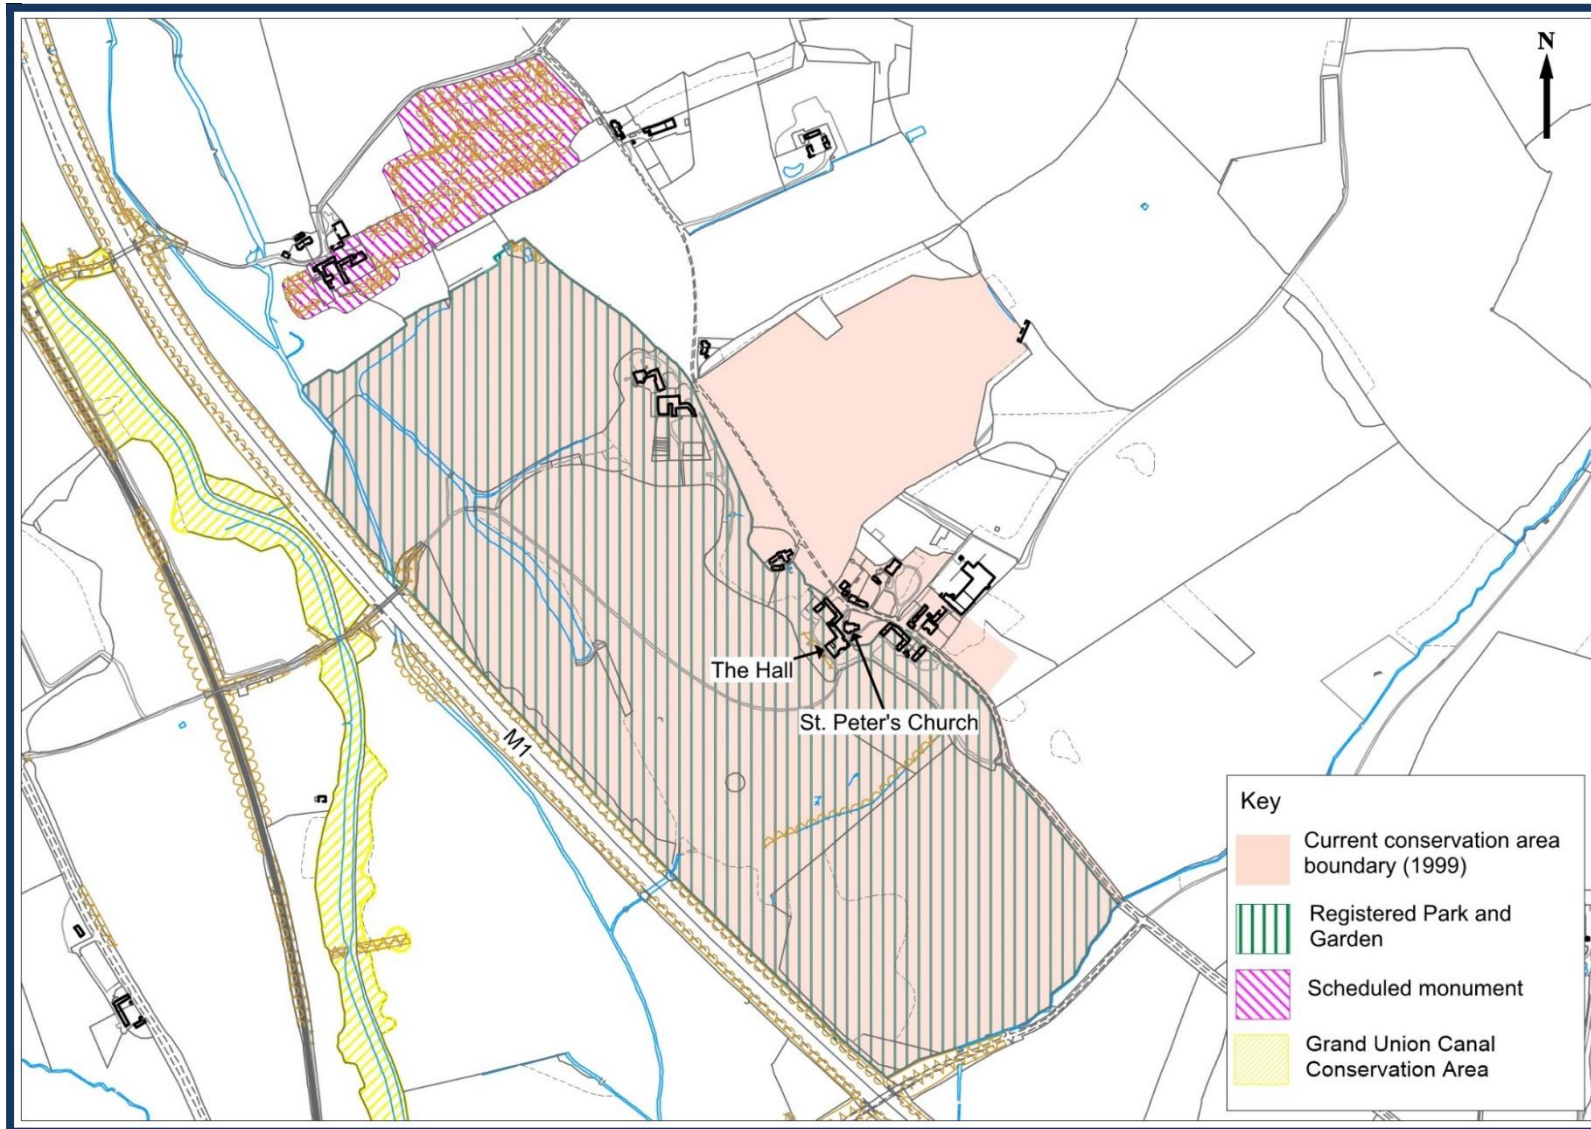 N
The Hall
St. Peter's Church
M1
Key
Current conservation area
boundary (1999)
Registered Park and
Garden
Scheduled monument
Grand Union Canal
Conservation Area